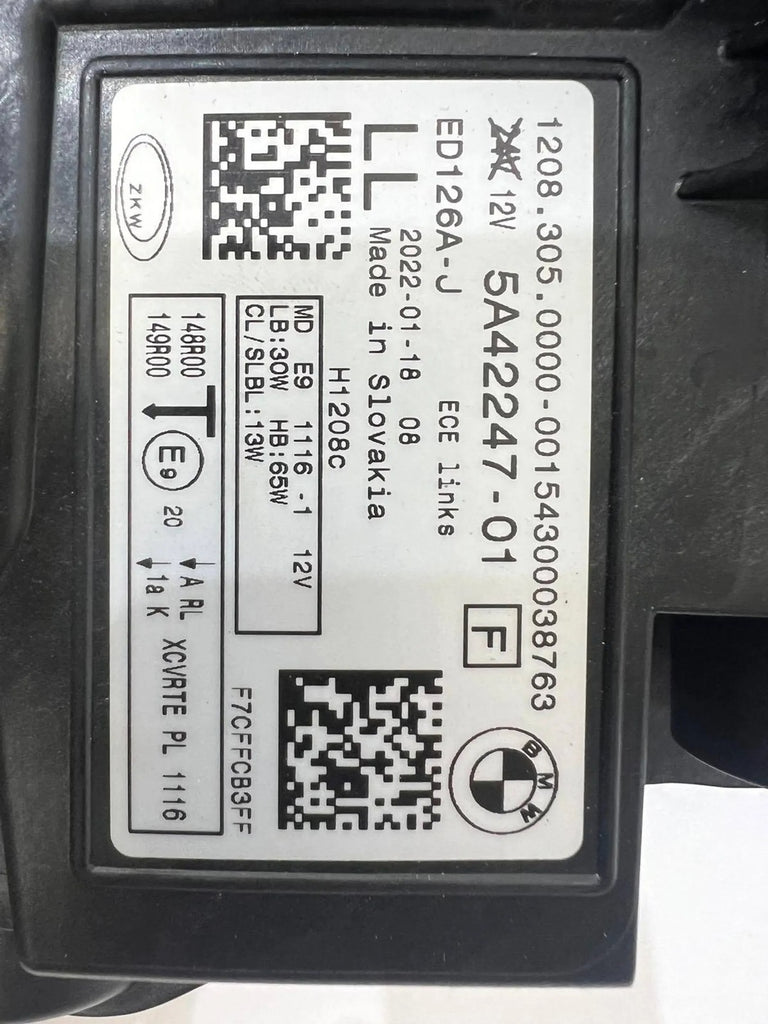 1208.305.0000-00154300038763
24V 12V 5A42247-01 F
BMW
ED126A-J ECE links
LL 2022-01-18 08
Made in Slovakia
H1208c
MD E9 1116-1 12V
LB:30W HB:65W
CL/SLBL:13W
F7CFFCB3FF
ZKW
148R00
149R00
E9 20
A RL XCVRTE PL 1116
1a K